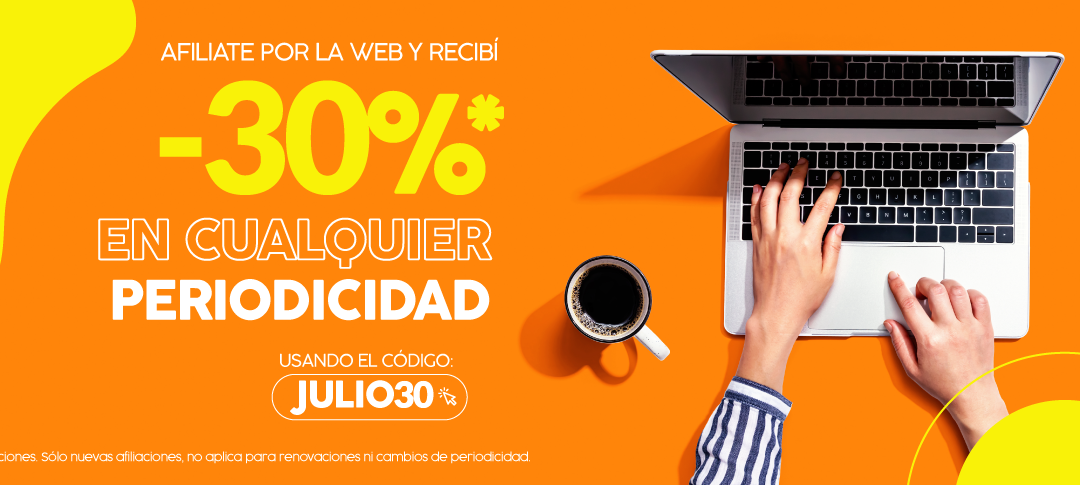 AFILIATE POR LA WEB Y RECIBÍ
-30%*
EN CUALQUIER
PERIODICIDAD
USANDO EL CÓDIGO:
JULIO30
Sólo nuevas afiliaciones, no aplica para renovaciones ni cambios de periodicidad.